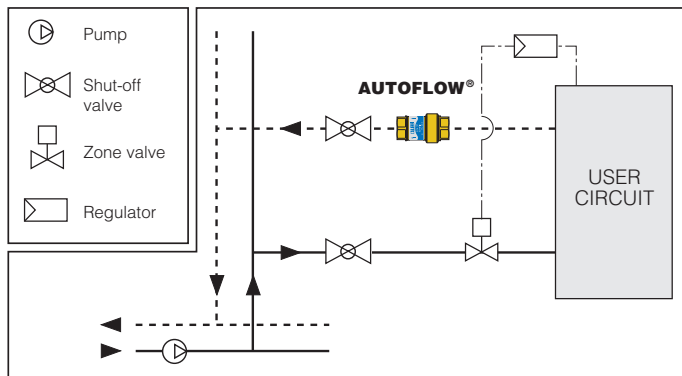 Pump
Shut-off
valve
Zone valve
Regulator
AUTOFLOW®
USER
CIRCUIT